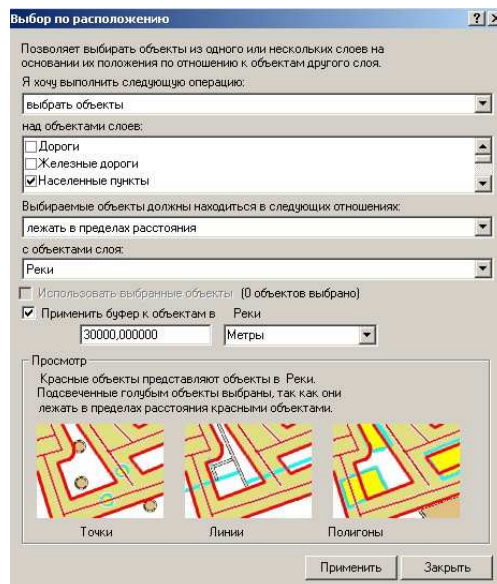 Выбор по расположению
Позволяет выбирать объекты из одного или нескольких слоев на
основании их положения по отношению к объектам другого слоя.
Я хочу выполнить следующую операцию:
выбрать объекты
над объектами слоев:
Дороги
Железные дороги
Населенные пункты
Выбираемые объекты должны находиться в следующих отношениях:
лежать в пределах расстояния
с объектами слоя:
Реки
Использовать выбранные объекты (0 объектов выбрано)
Применить буфер к объектам в Реки
30000,000000 Метры
Просмотр
Красные объекты представляют объекты в Реки.
Подсвеченные голубым объекты выбраны, так как они
лежать в пределах расстояния красными объектами.
Точки Линии Полигоны
Применить Закрыть